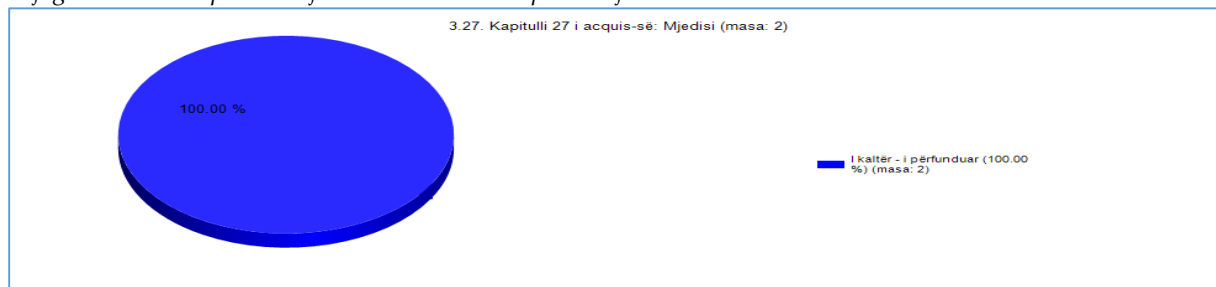 3.27. Kapitulli 27 i acquis-së: Mjedisi (masa: 2)
100.00 %
I kaltër - i përfunduar (100.00
%) (masa: 2)